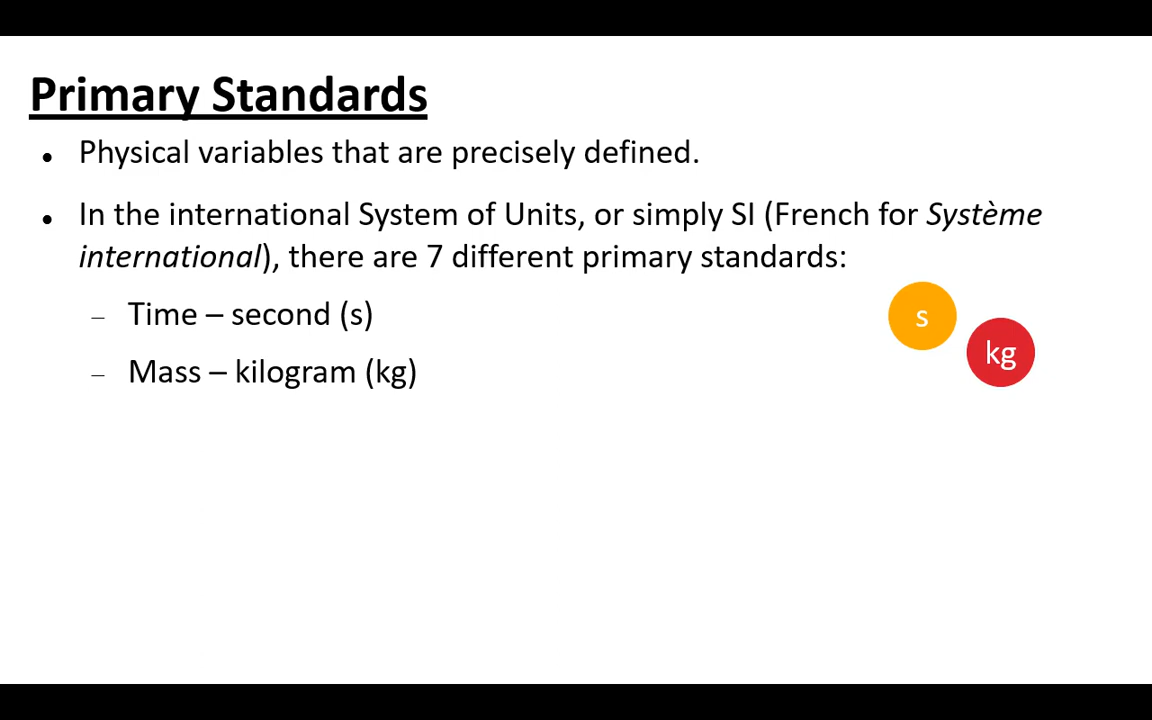 Primary Standards
• Physical variables that are precisely defined.
• In the international System of Units, or simply SI (French for Système
international), there are 7 different primary standards:
– Time – second (s)
– Mass – kilogram (kg)
s
kg